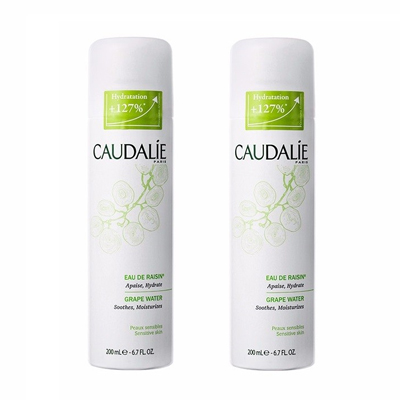 Hydratation
+127%*
CAUDALÍE
PARIS
EAU DE RAISIN*
Apaise, Hydrate
GRAPE WATER
Soothes, Moisturizes
Peaux sensibles
Sensitive skin
200 mL e - 6.7 FL. OZ.
Hydratation
+127%*
CAUDALÍE
PARIS
EAU DE RAISIN*
Apaise, Hydrate
GRAPE WATER
Soothes, Moisturizes
Peaux sensibles
Sensitive skin
200 mL e - 6.7 FL. OZ.